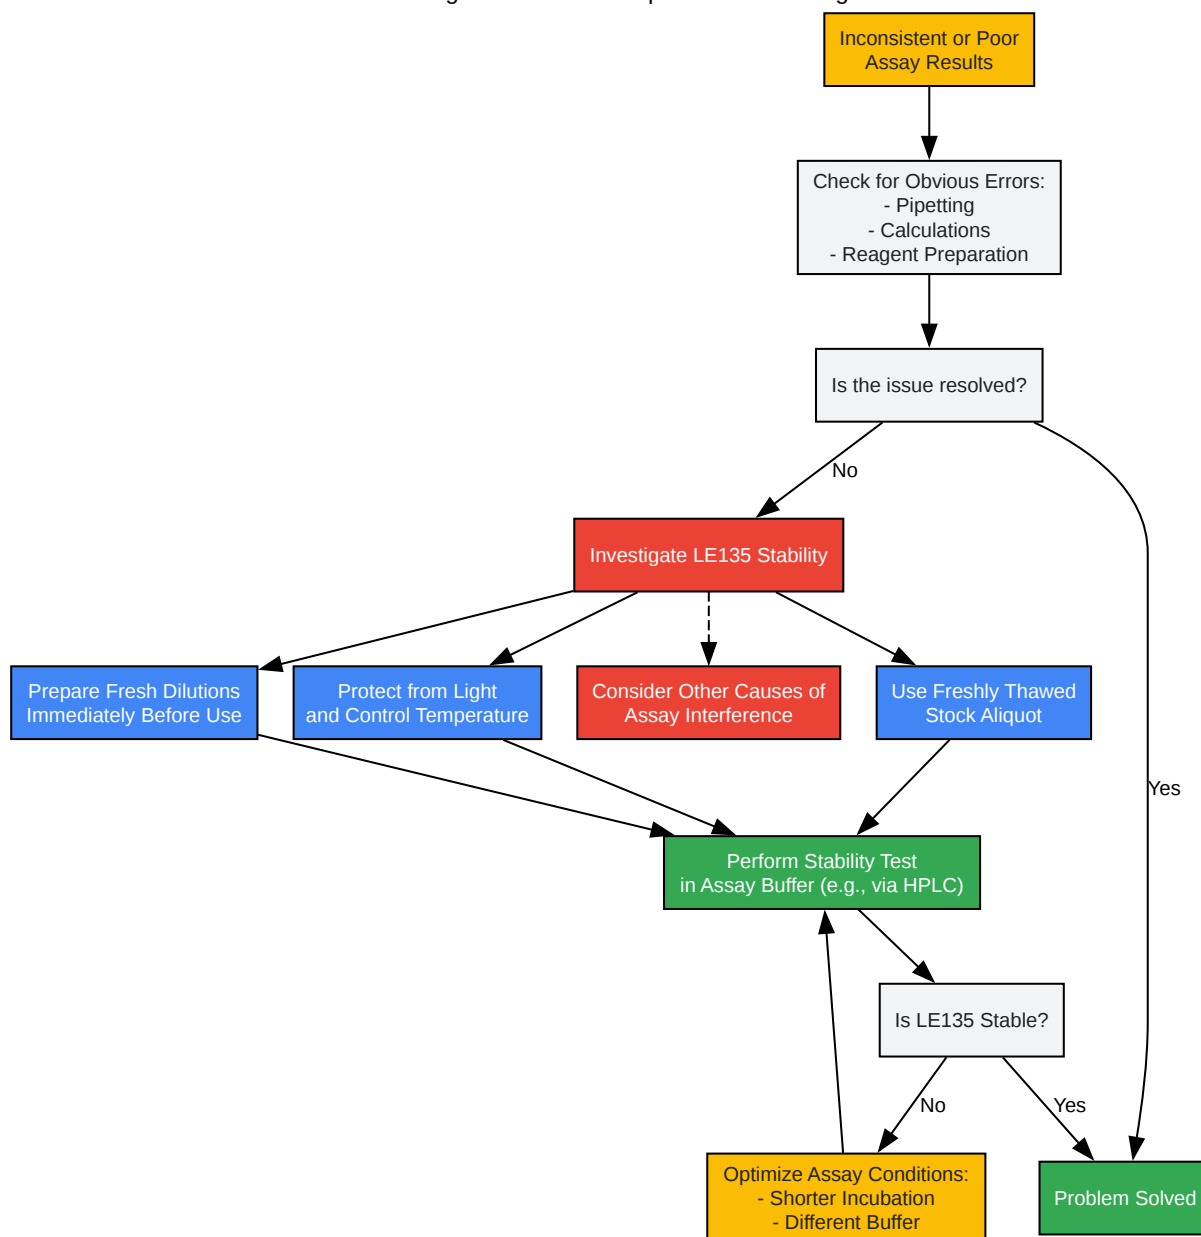 Inconsistent or Poor
Assay Results
Check for Obvious Errors:
- Pipetting
- Calculations
- Reagent Preparation
Is the issue resolved?
No
Investigate LE135 Stability
Prepare Fresh Dilutions
Immediately Before Use
Protect from Light
and Control Temperature
Consider Other Causes of
Assay Interference
Use Freshly Thawed
Stock Aliquot
Yes
Perform Stability Test
in Assay Buffer (e.g., via HPLC)
Is LE135 Stable?
No
Yes
Optimize Assay Conditions:
- Shorter Incubation
- Different Buffer
Problem Solved